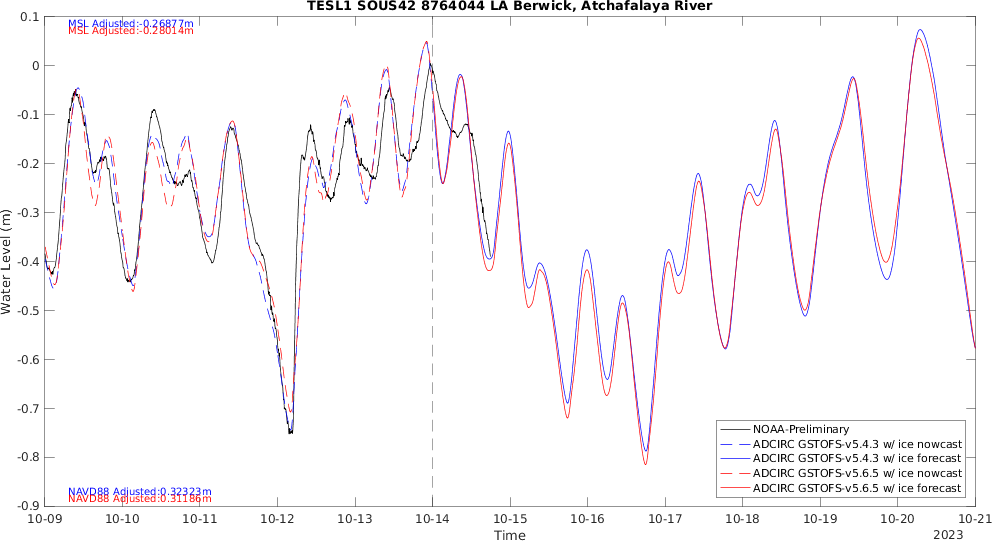 TESL1 SOUS42 8764044 LA Berwick, Atchafalaya River
MSL Adjusted:-0.26877m
MSL Adjusted:-0.28014m
0.1
0
-0.1
-0.2
-0.3
-0.4
-0.5
-0.6
-0.7
-0.8
-0.9
Water Level (m)
NOAA-Preliminary
ADCIRC GSTOFS-v5.4.3 w/ ice nowcast
ADCIRC GSTOFS-v5.4.3 w/ ice forecast
ADCIRC GSTOFS-v5.6.5 w/ ice nowcast
ADCIRC GSTOFS-v5.6.5 w/ ice forecast
NAVD88 Adjusted:0.32323m
NAVD88 Adjusted:0.31186m
10-09 10-10 10-11 10-12 10-13 10-14 10-15 10-16 10-17 10-18 10-19 10-20 10-21
Time
2023